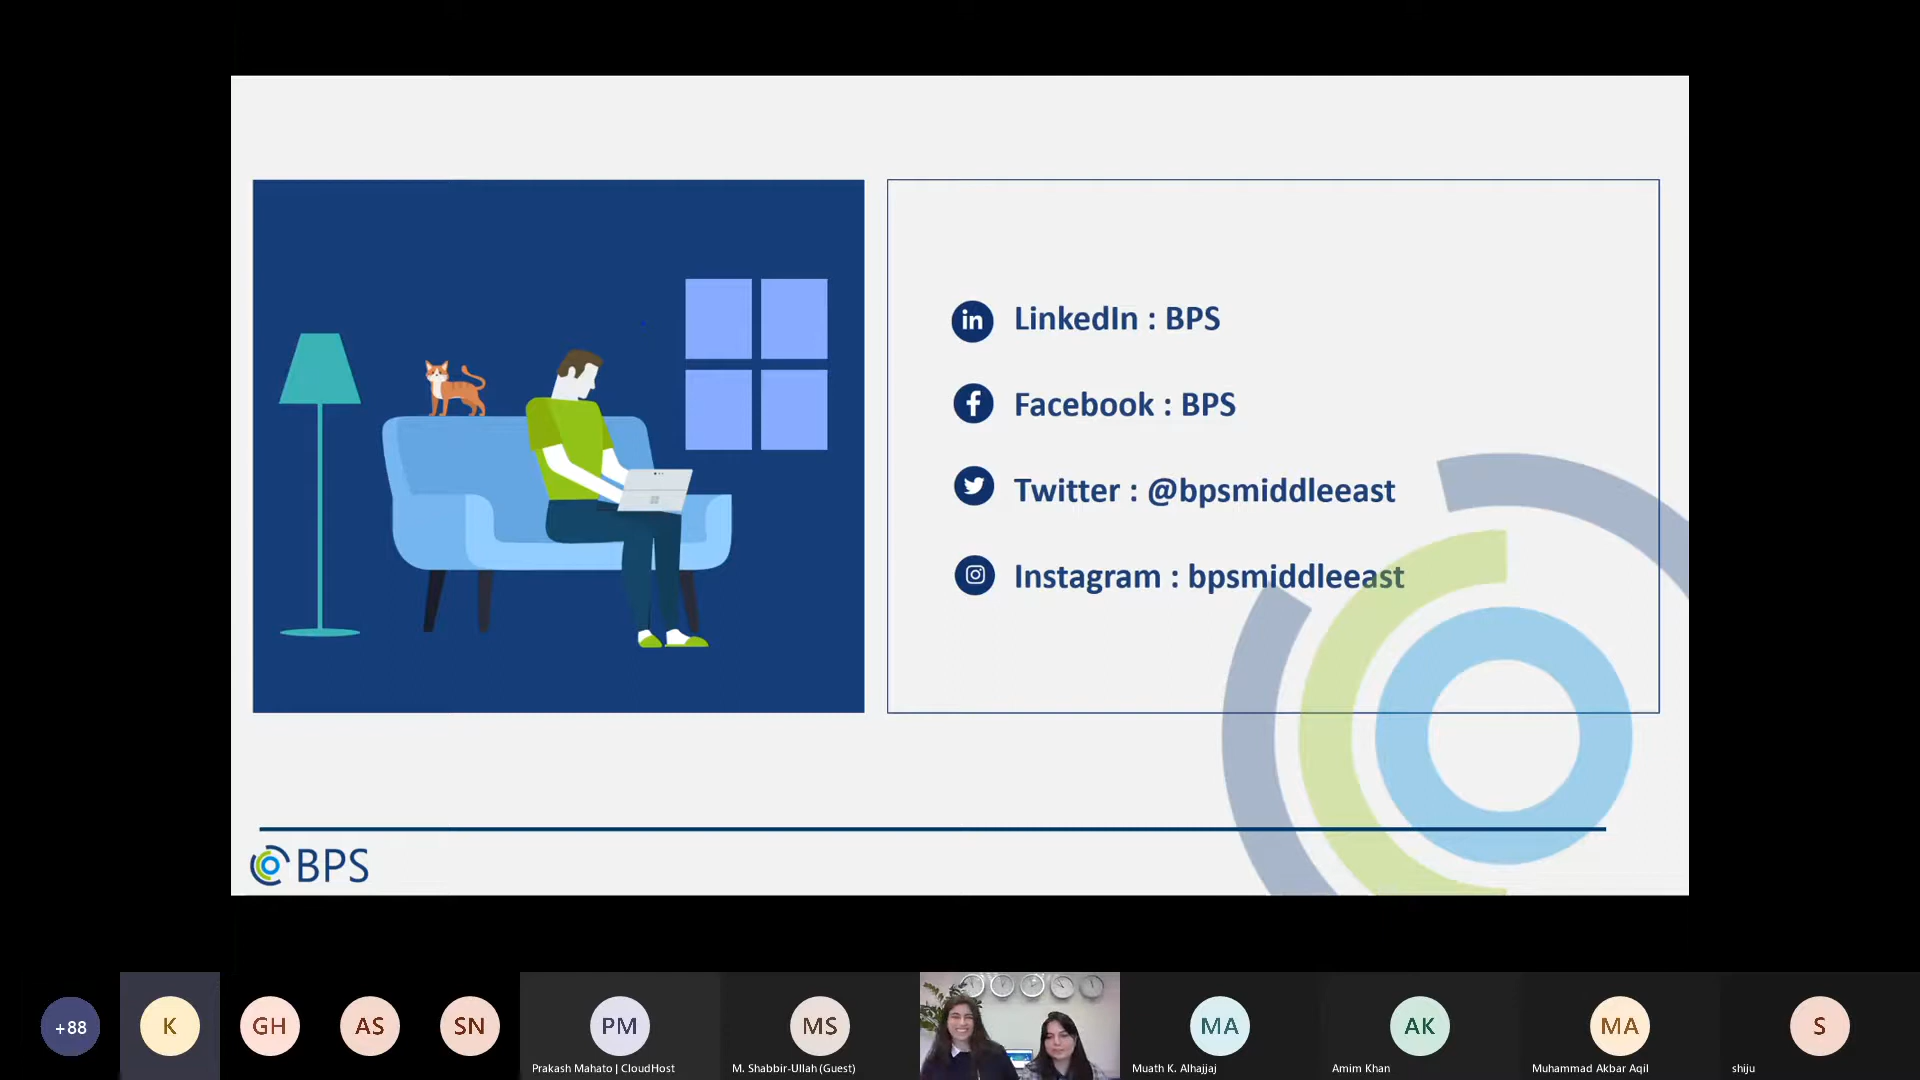 in LinkedIn : BPS
f Facebook : BPS
Twitter : @bpsmiddleeast
Instagram : bpsmiddleeast
BPS
+88
K
GH
AS
SN
PM
Prakash Mahato | CloudHost
MS
M. Shabbir-Ullah (Guest)
MA
Muath K. Alhajjaj
AK
Amim Khan
MA
Muhammad Akbar Aqil
S
shiju